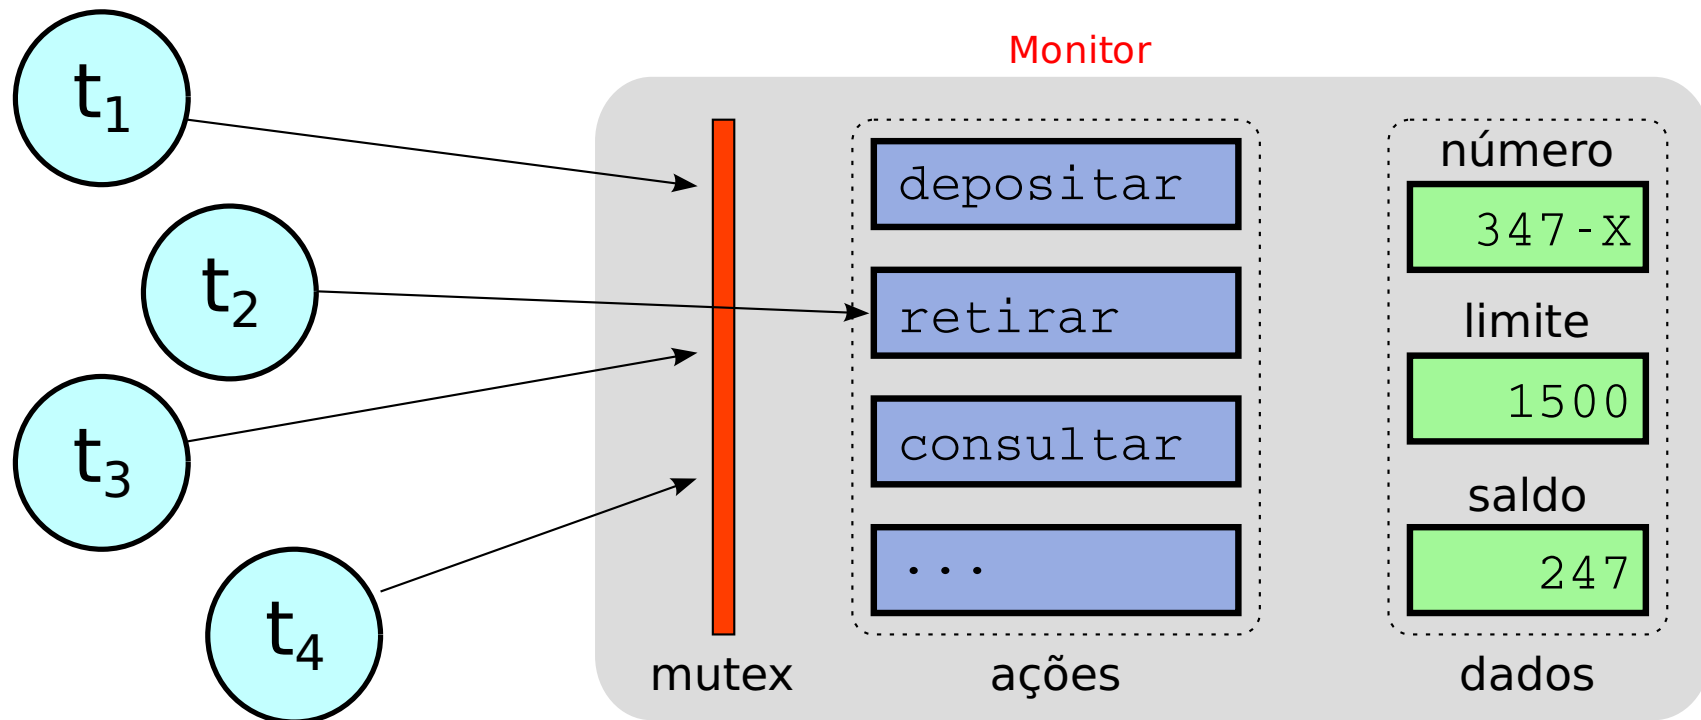 Monitor
t1
t2
t3
t4
mutex
depositar
retirar
consultar
...
ações
número
347-X
limite
1500
saldo
247
dados